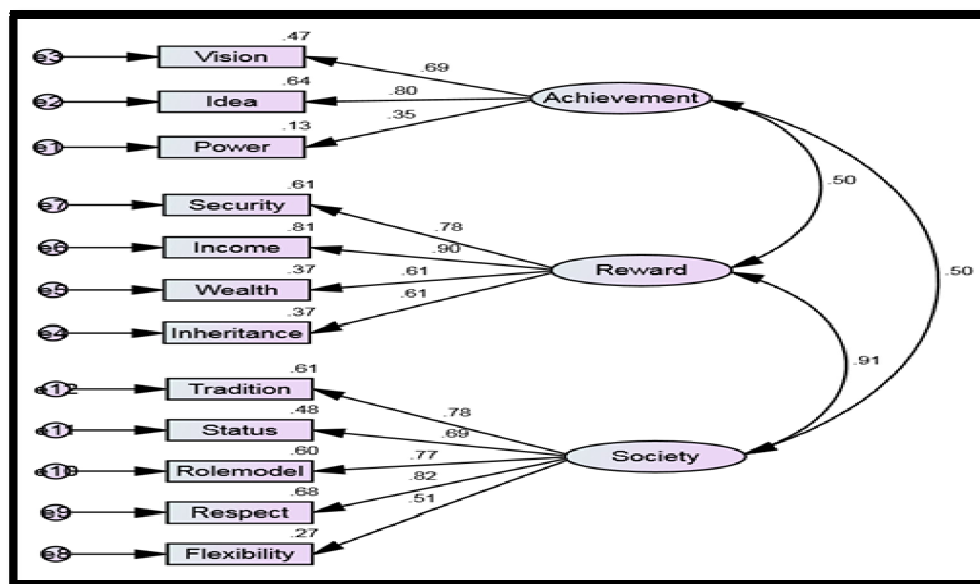 .47
e3 Vision
.69
.64
.80
e2 Idea
Achievement
.35
.13
e1 Power
.50
.61
e7 Security
.78
.81
.90
e6 Income
Reward
.50
.37
.61
e5 Wealth
.61
.37
e4 Inheritance
.91
.61
e12 Tradition
.78
.48
.69
e11 Status
.60
.77
Society
e10 Rolemodel
.82
.68
.51
e9 Respect
.27
e8 Flexibility